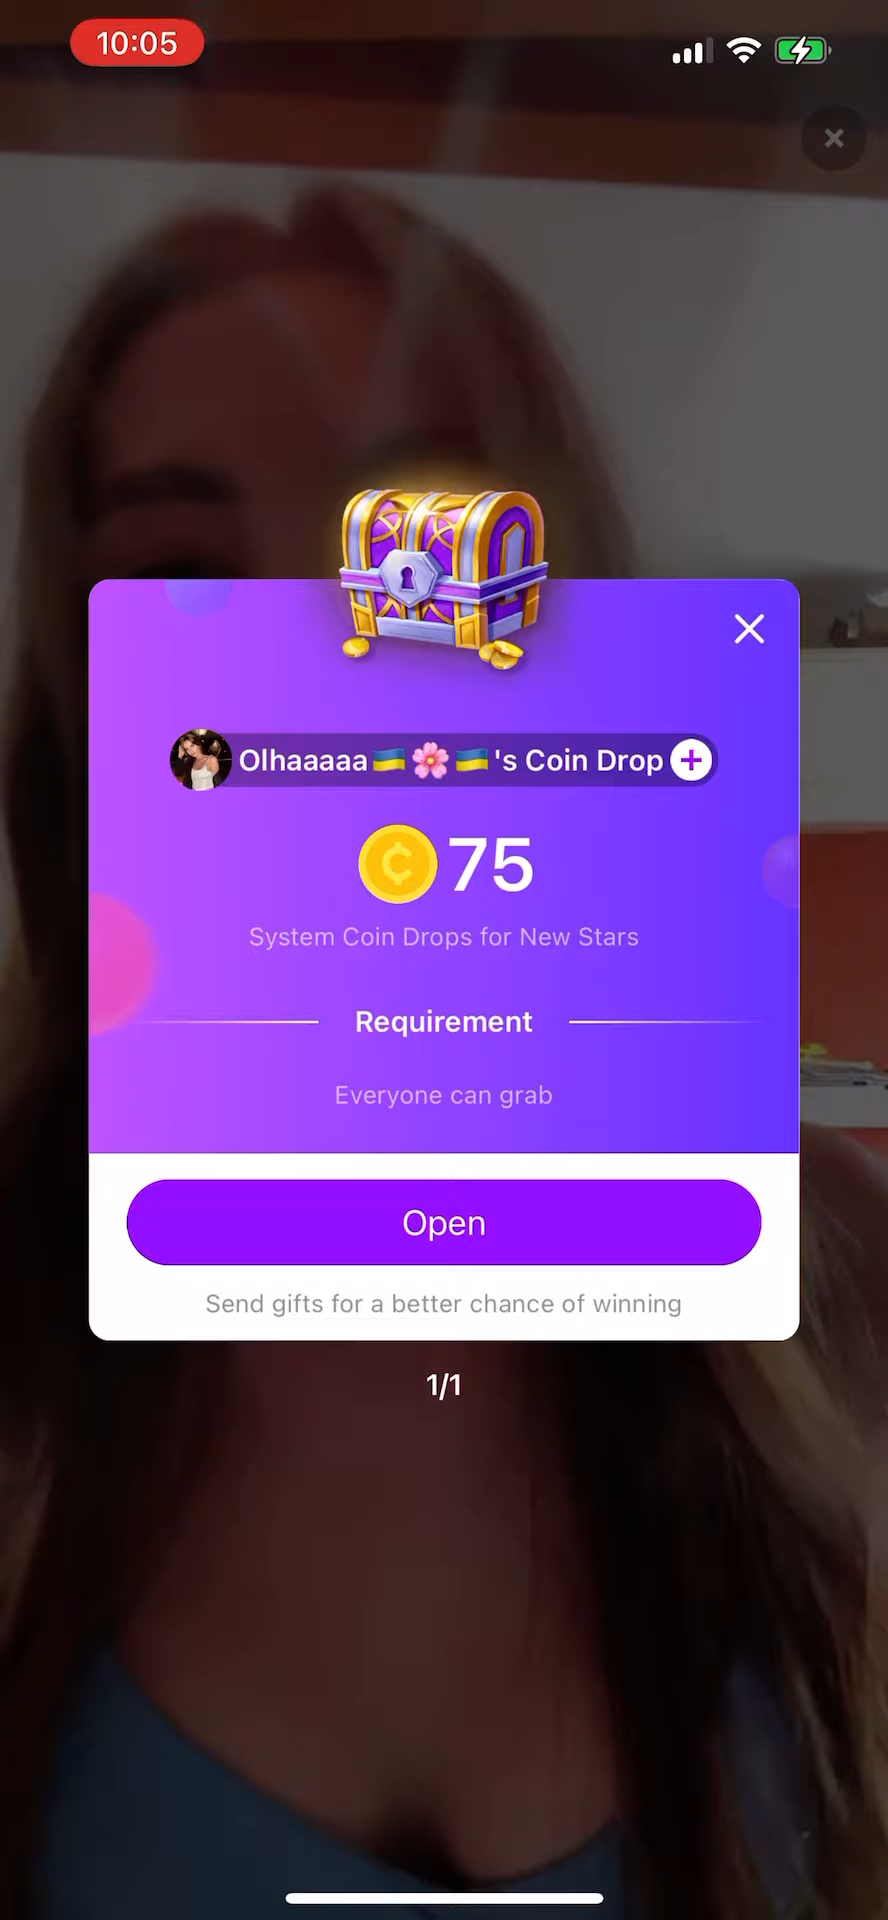 10:05
Olhaaaaa🇺🇦🌸🇺🇦's Coin Drop
75
System Coin Drops for New Stars
Requirement
Everyone can grab
Open
Send gifts for a better chance of winning
1/1